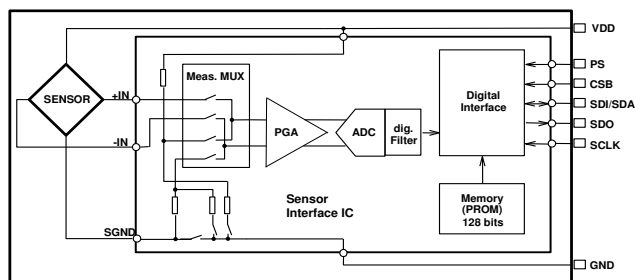 VDD
PS
CSB
SDI/SDA
SDO
SCLK
GND
SENSOR
+IN
-IN
SGND
Meas. MUX
PGA
ADC
dig.
Filter
Digital
Interface
Memory
(PROM)
128 bits
Sensor
Interface IC